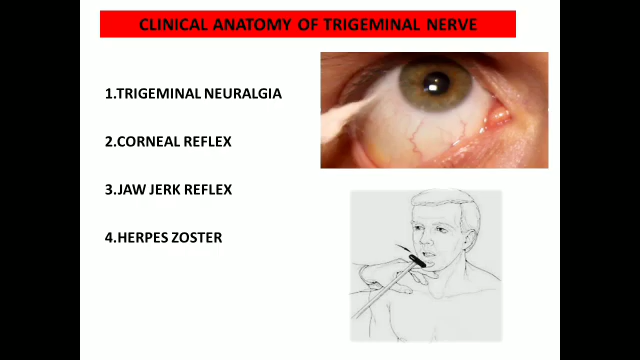 CLINICAL ANATOMY OF TRIGEMINAL NERVE
1.TRIGEMINAL NEURALGIA
2.CORNEAL REFLEX
3.JAW JERK REFLEX
4.HERPES ZOSTER